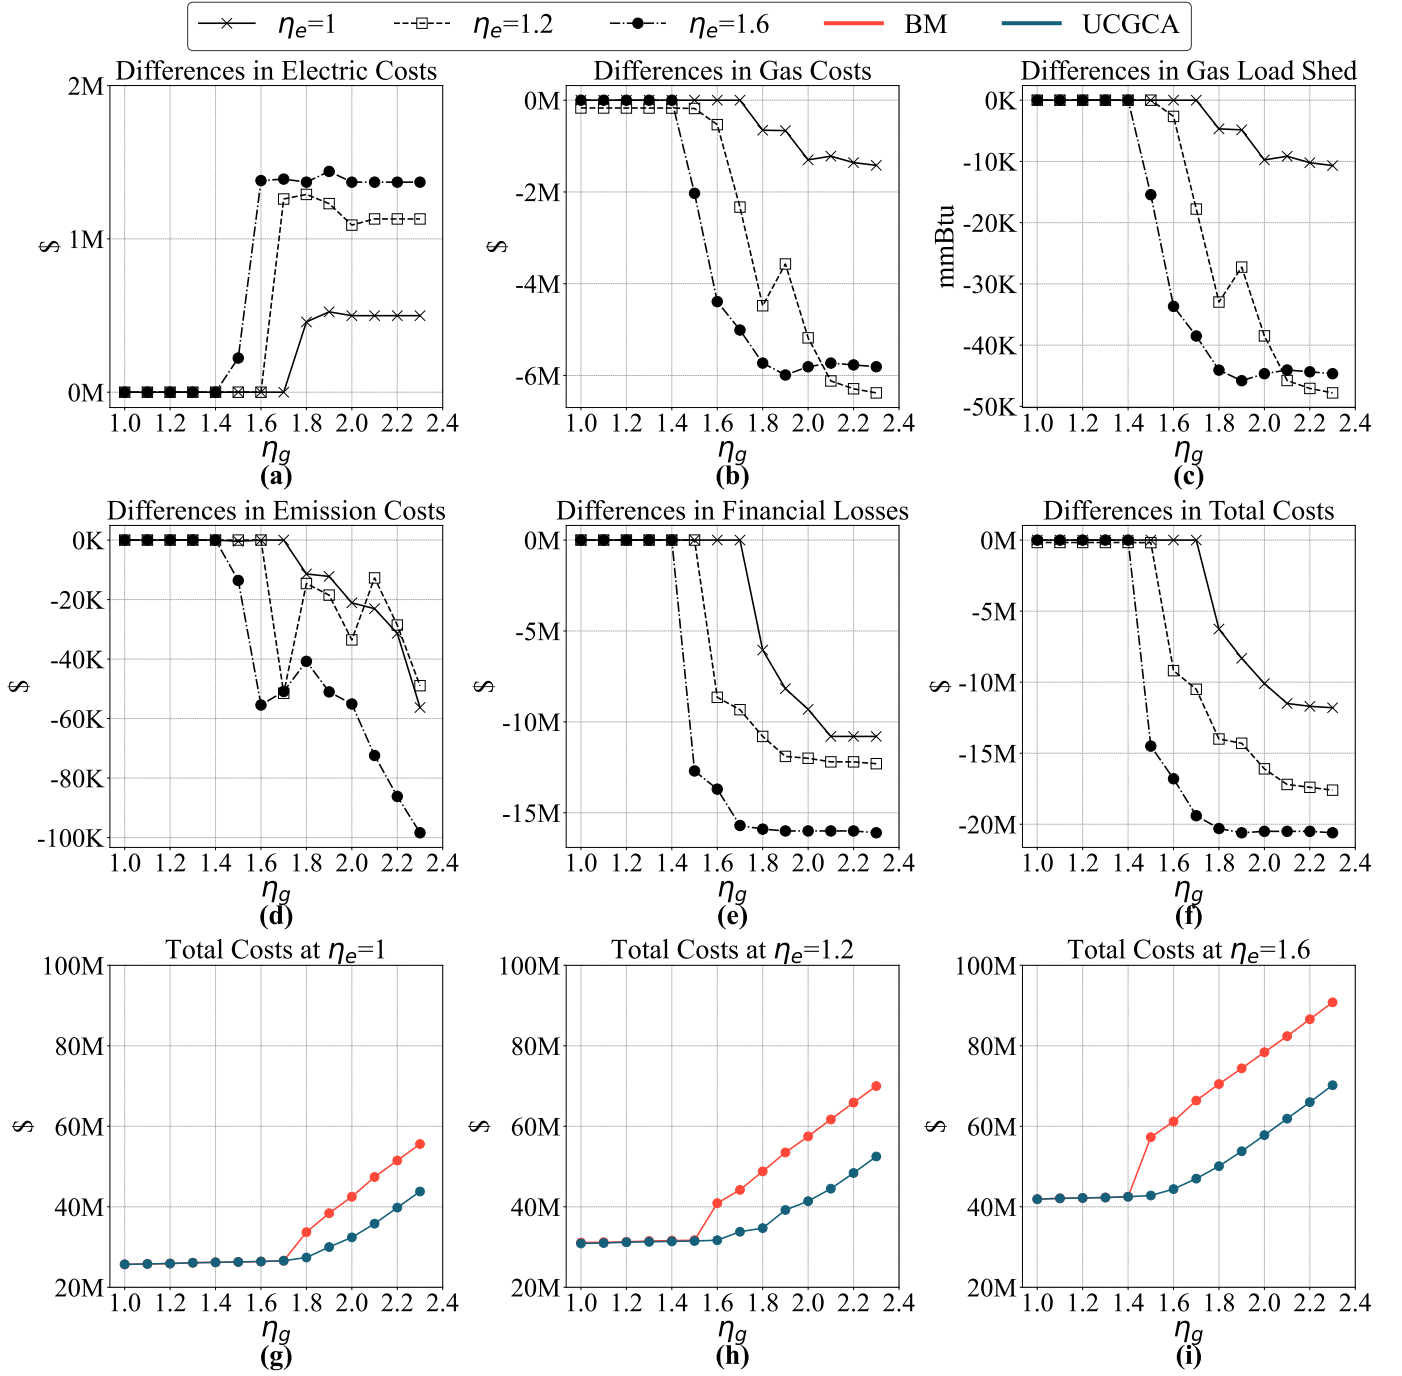 ηe=1 ηe=1.2 ηe=1.6 BM UCGCA
Differences in Electric Costs
2M
1M
0M
$
1.0 1.2 1.4 1.6 1.8 2.0 2.2 2.4
ηg
(a)
Differences in Gas Costs
0M
-2M
-4M
-6M
$
1.0 1.2 1.4 1.6 1.8 2.0 2.2 2.4
ηg
(b)
Differences in Gas Load Shed
0K
-10K
-20K
-30K
-40K
-50K
mmBtu
1.0 1.2 1.4 1.6 1.8 2.0 2.2 2.4
ηg
(c)
Differences in Emission Costs
0K
-20K
-40K
-60K
-80K
-100K
$
1.0 1.2 1.4 1.6 1.8 2.0 2.2 2.4
ηg
(d)
Differences in Financial Losses
0M
-5M
-10M
-15M
$
1.0 1.2 1.4 1.6 1.8 2.0 2.2 2.4
ηg
(e)
Differences in Total Costs
0M
-5M
-10M
-15M
-20M
$
1.0 1.2 1.4 1.6 1.8 2.0 2.2 2.4
ηg
(f)
Total Costs at ηe=1
100M
80M
60M
40M
20M
$
1.0 1.2 1.4 1.6 1.8 2.0 2.2 2.4
ηg
(g)
Total Costs at ηe=1.2
100M
80M
60M
40M
20M
$
1.0 1.2 1.4 1.6 1.8 2.0 2.2 2.4
ηg
(h)
Total Costs at ηe=1.6
100M
80M
60M
40M
20M
$
1.0 1.2 1.4 1.6 1.8 2.0 2.2 2.4
ηg
(i)